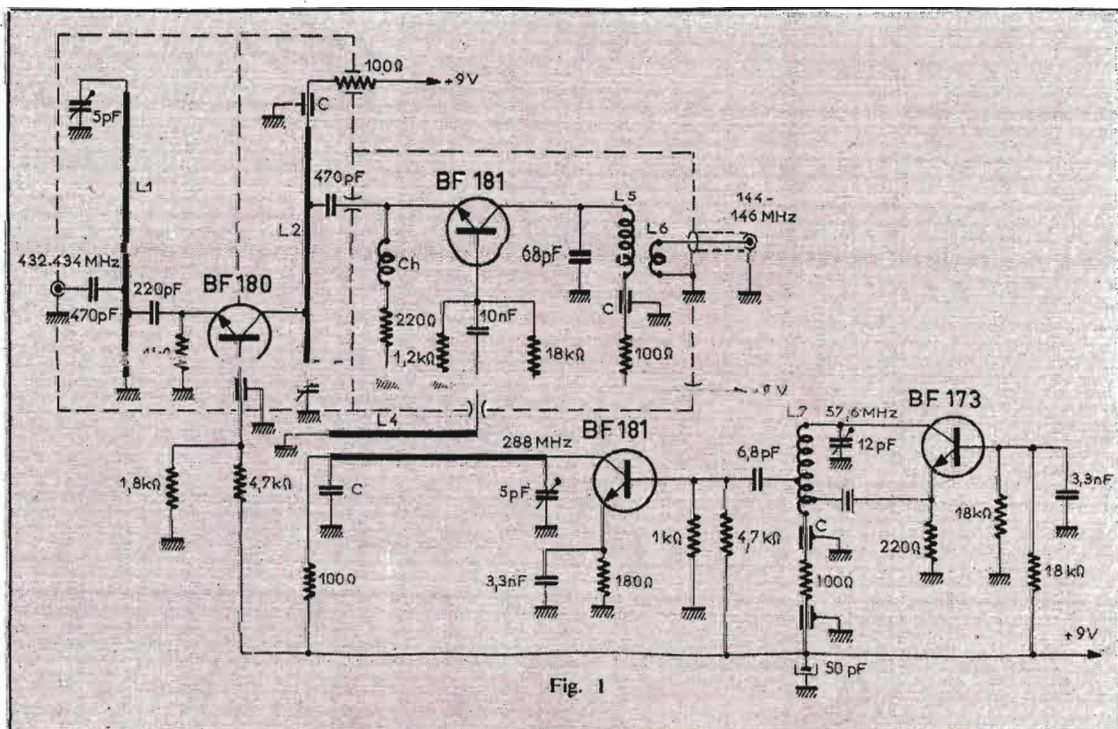 100Ω
+9V
C
5pF
L1
470pF
BF 181
L5
144-
146 MHz
L2
L6
432.434 MHz
BF 180
Ch
68pF
220pF
470pF
220Ω
10nF
C
1,2kΩ
18kΩ
100Ω
L4
L7
57,6 MHz
BF 173
288 MHz
BF 181
12pF
6,8pF
1,8kΩ
4,7kΩ
C
5pF
3,3nF
1kΩ
4,7kΩ
C
18kΩ
220Ω
100Ω
3,3nF
180Ω
100Ω
18kΩ
+9V
50 pF
Fig. 1